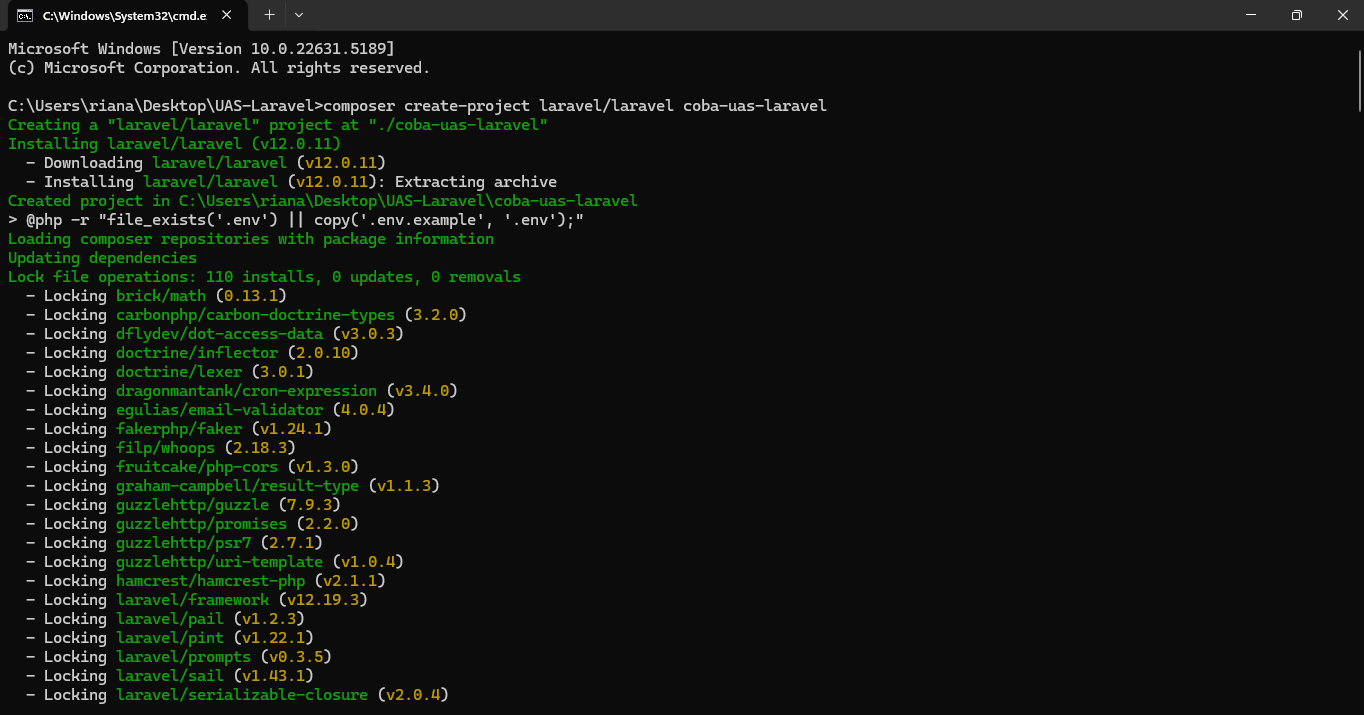 C:\Windows\System32\cmd.e
Microsoft Windows [Version 10.0.22631.5189]
(c) Microsoft Corporation. All rights reserved.
C:\Users\riana\Desktop\UAS-Laravel>composer create-project laravel/laravel coba-uas-laravel
Creating a "laravel/laravel" project at "./coba-uas-laravel"
Installing laravel/laravel (v12.0.11)
  - Downloading laravel/laravel (v12.0.11)
  - Installing laravel/laravel (v12.0.11): Extracting archive
Created project in C:\Users\riana\Desktop\UAS-Laravel\coba-uas-laravel
> @php -r "file_exists('.env') || copy('.env.example', '.env');"
Loading composer repositories with package information
Updating dependencies
Lock file operations: 110 installs, 0 updates, 0 removals
  - Locking brick/math (0.13.1)
  - Locking carbonphp/carbon-doctrine-types (3.2.0)
  - Locking dflydev/dot-access-data (v3.0.3)
  - Locking doctrine/inflector (2.0.10)
  - Locking doctrine/lexer (3.0.1)
  - Locking dragonmantank/cron-expression (v3.4.0)
  - Locking egulias/email-validator (4.0.4)
  - Locking fakerphp/faker (v1.24.1)
  - Locking filp/whoops (2.18.3)
  - Locking fruitcake/php-cors (v1.3.0)
  - Locking graham-campbell/result-type (v1.1.3)
  - Locking guzzlehttp/guzzle (7.9.3)
  - Locking guzzlehttp/promises (2.2.0)
  - Locking guzzlehttp/psr7 (2.7.1)
  - Locking guzzlehttp/uri-template (v1.0.4)
  - Locking hamcrest/hamcrest-php (v2.1.1)
  - Locking laravel/framework (v12.19.3)
  - Locking laravel/pail (v1.2.3)
  - Locking laravel/pint (v1.22.1)
  - Locking laravel/prompts (v0.3.5)
  - Locking laravel/sail (v1.43.1)
  - Locking laravel/serializable-closure (v2.0.4)